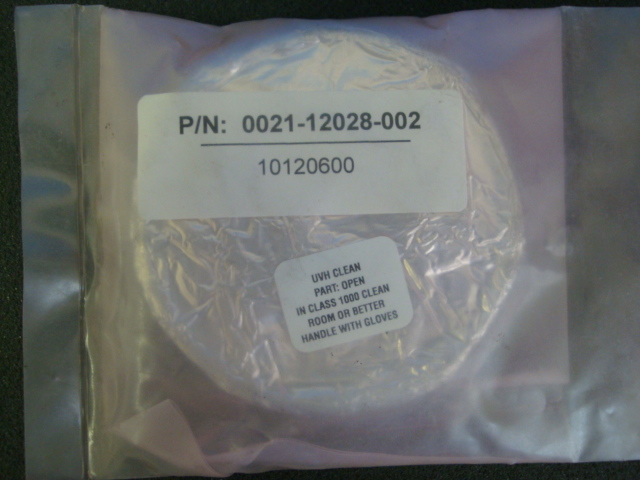 P/N: 0021-12028-002
10120600
UVH CLEAN
PART: OPEN
IN CLASS 1000 CLEAN
ROOM OR BETTER
HANDLE WITH GLOVES